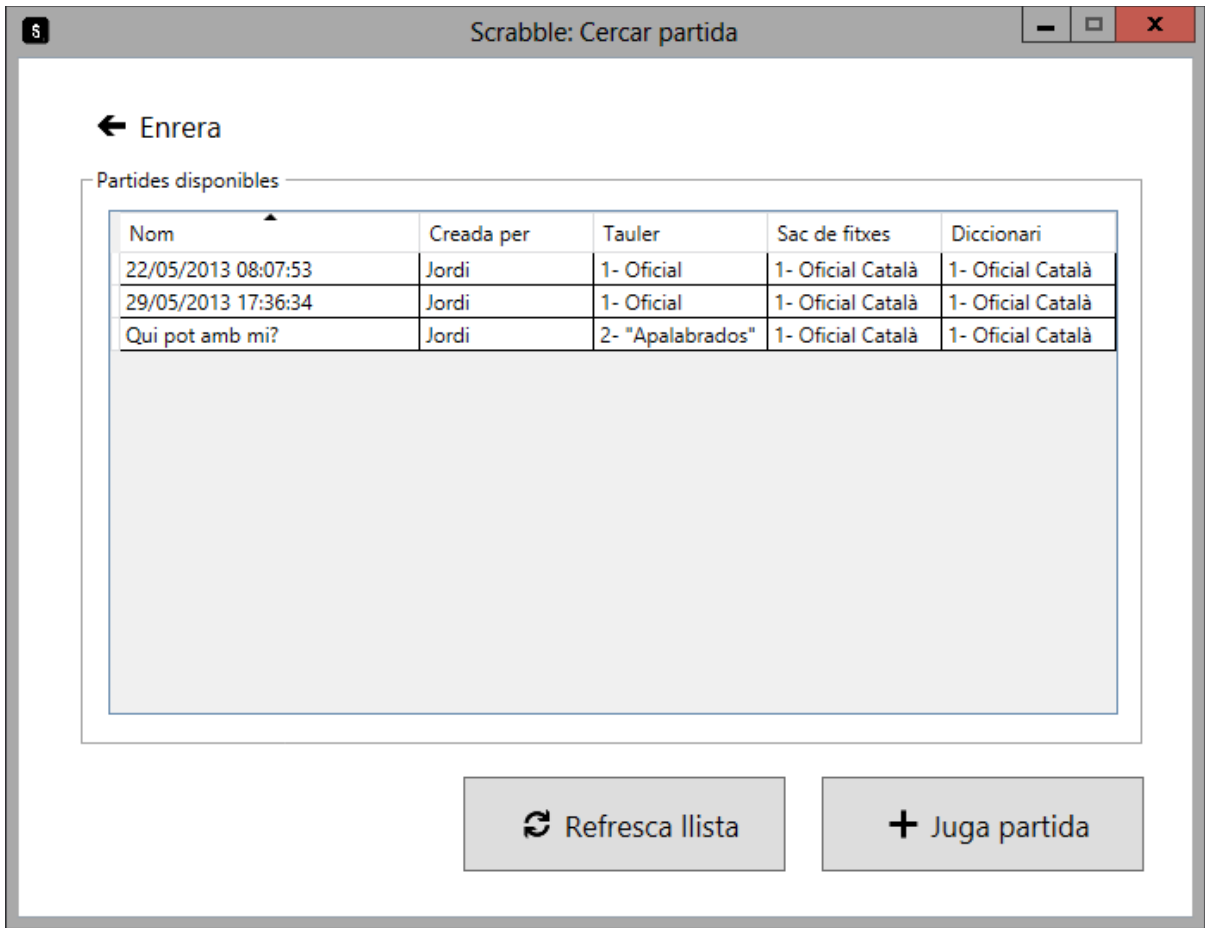 Scrabble: Cercar partida
Enrera
Partides disponibles
Nom Creada per Tauler Sac de fitxes Diccionari
22/05/2013 08:07:53 Jordi 1- Oficial 1- Oficial Català 1- Oficial Català
29/05/2013 17:36:34 Jordi 1- Oficial 1- Oficial Català 1- Oficial Català
Qui pot amb mi? Jordi 2- "Apalabrados" 1- Oficial Català 1- Oficial Català
Refresca llista Juga partida